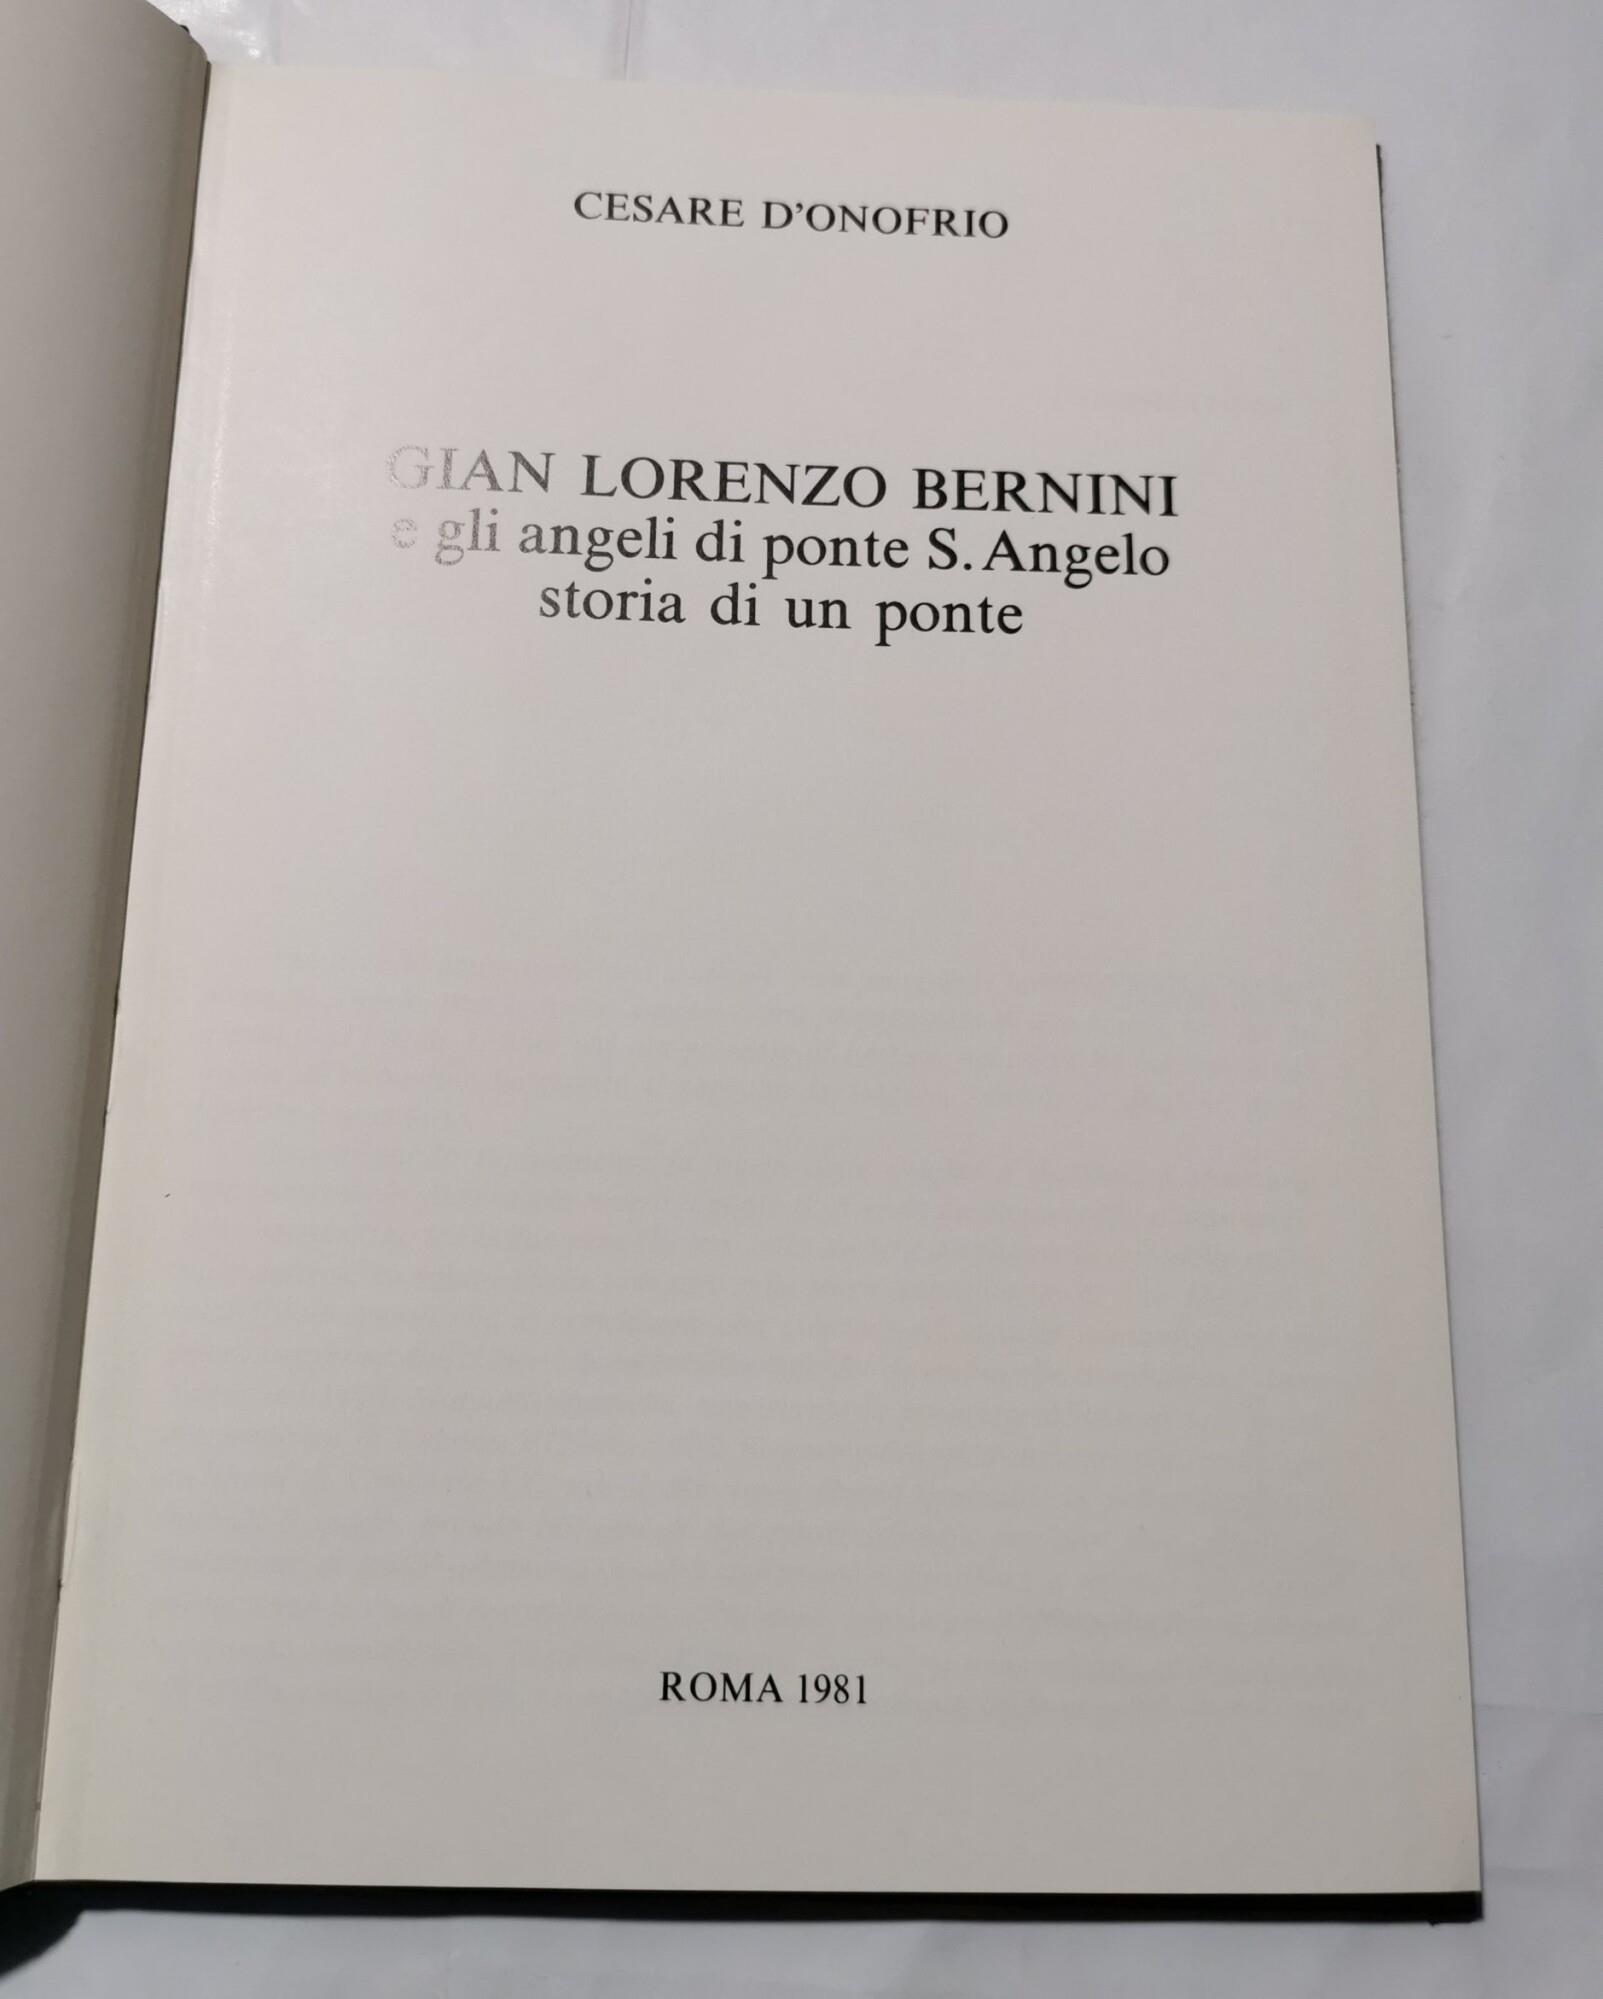 CESARE D'ONOFRIO
GIAN LORENZO BERNINI
e gli angeli di ponte S. Angelo
storia di un ponte
ROMA 1981